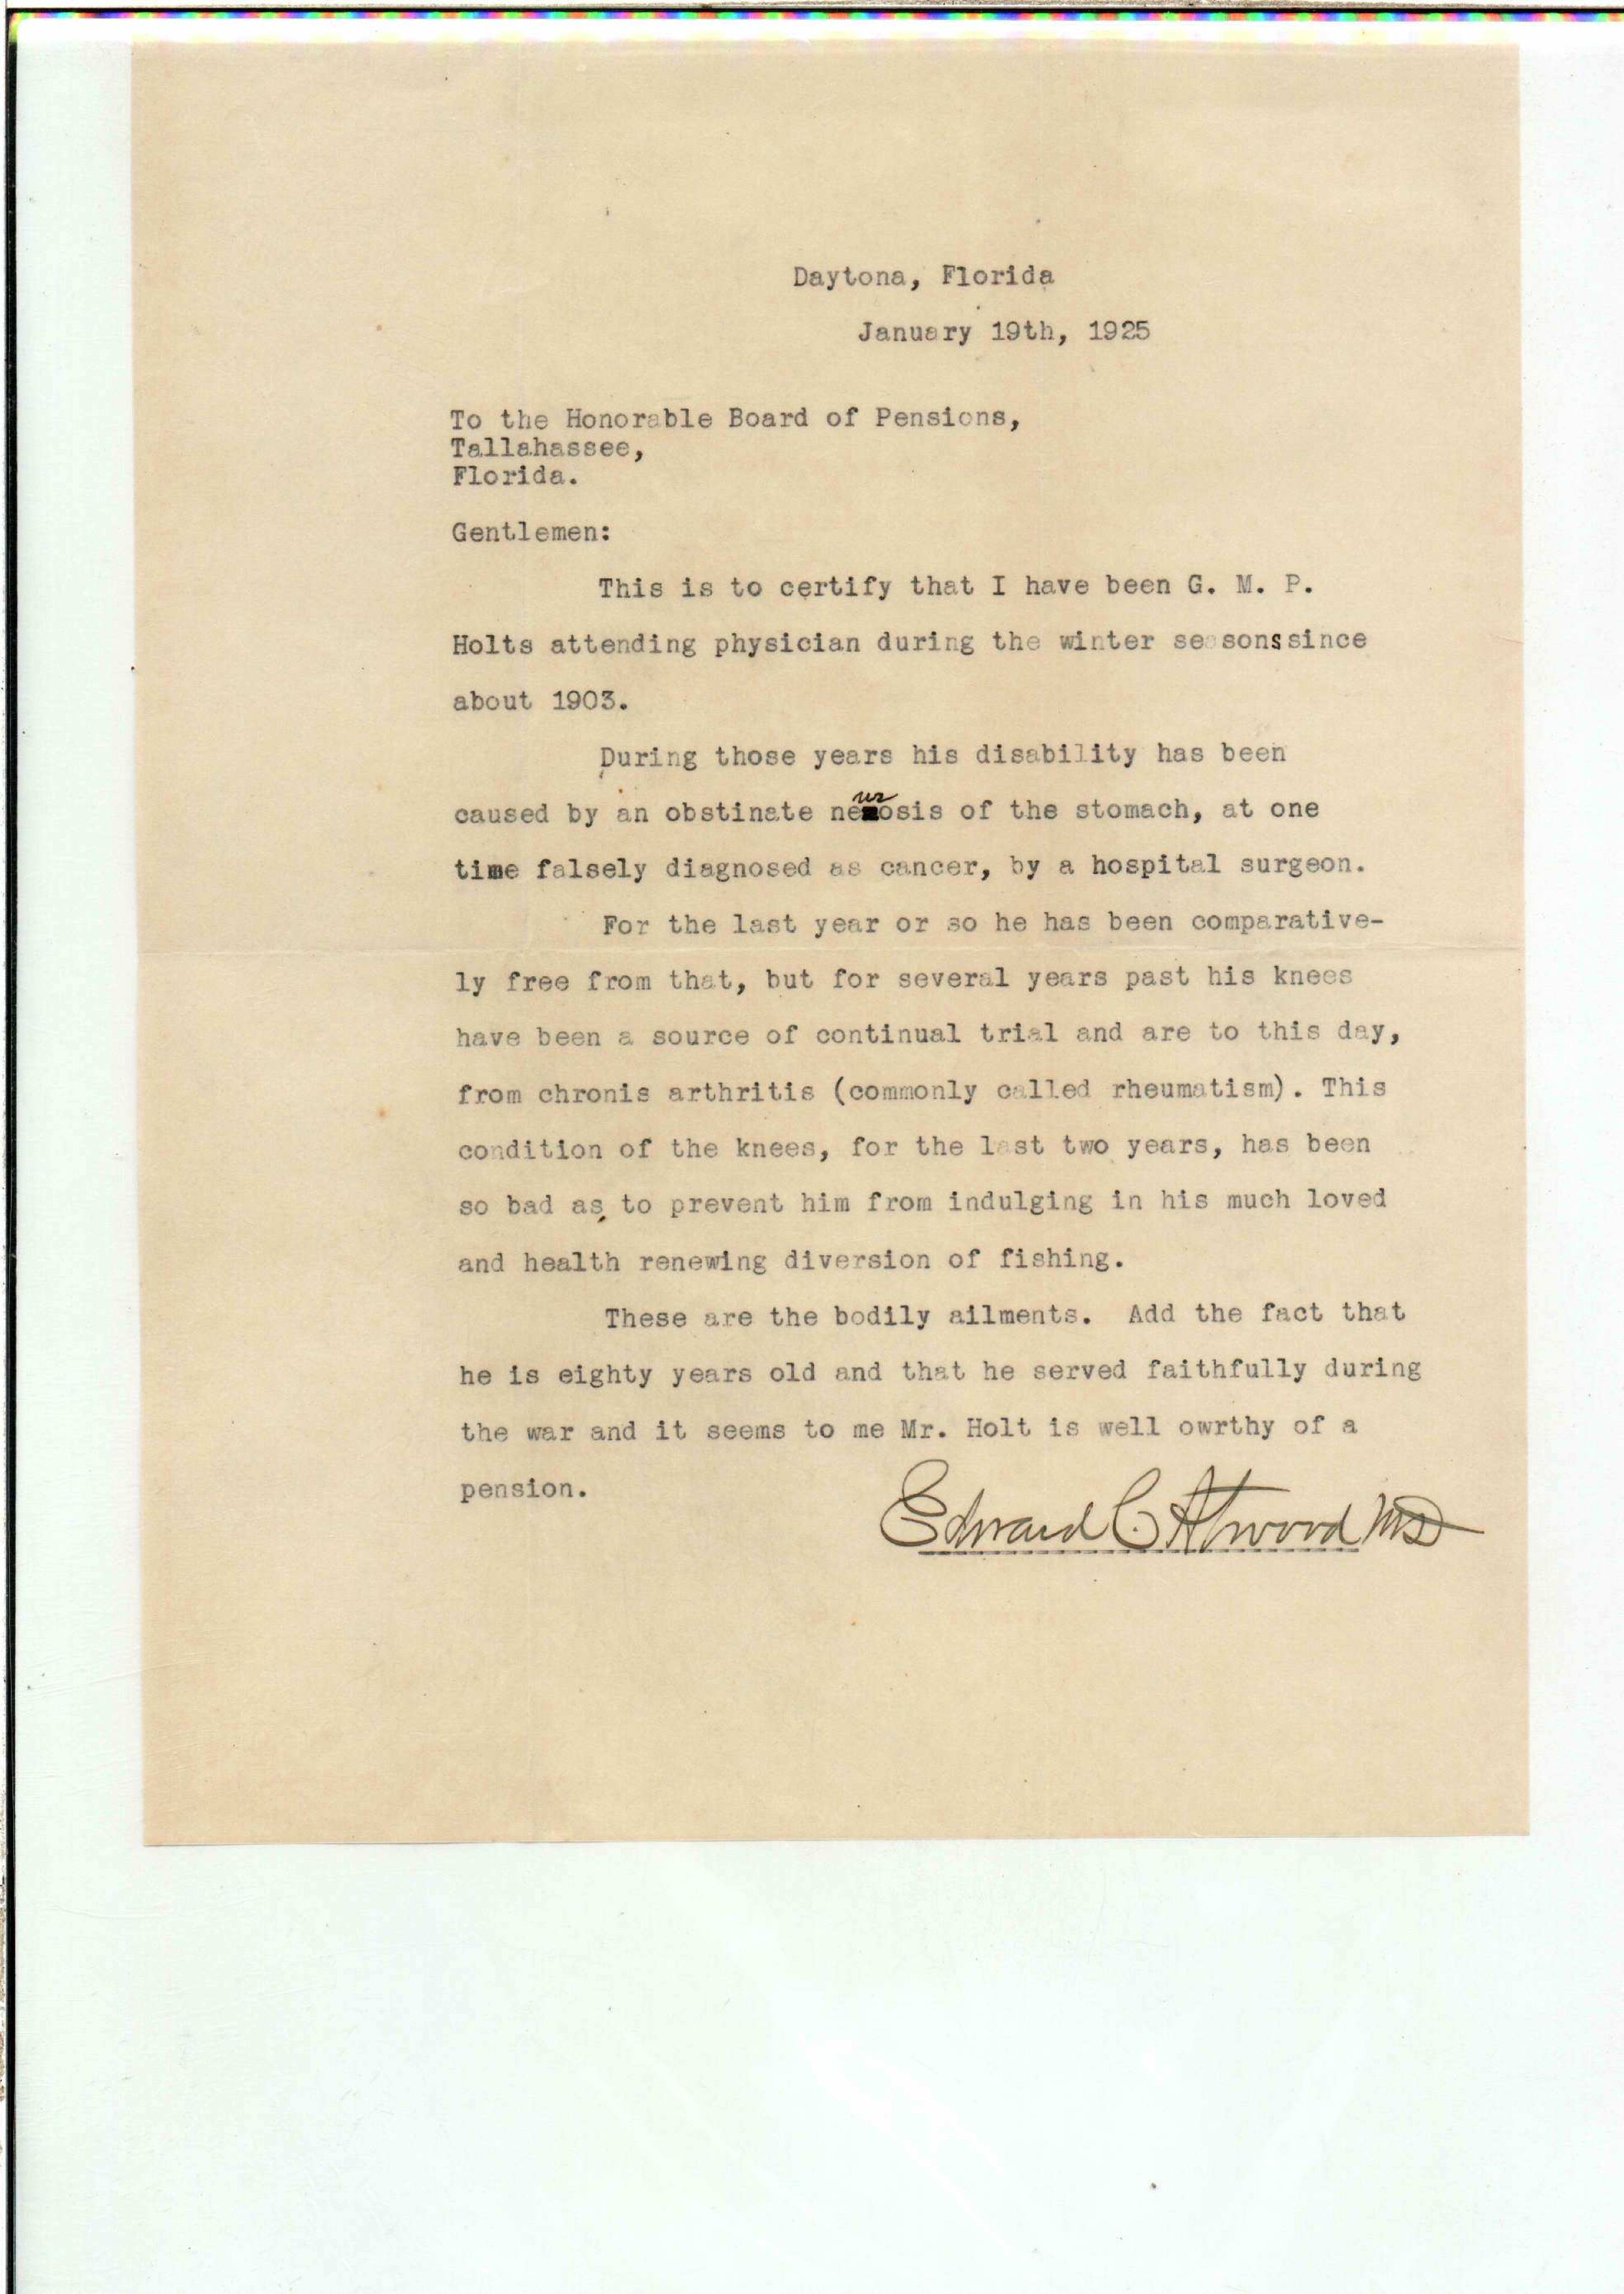 Daytona, Florida
January 19th, 1925
To the Honorable Board of Pensions,
Tallahassee,
Florida.
Gentlemen:
This is to certify that I have been G. M. P.
Holts attending physician during the winter seasons since
about 1903.
During those years his disability has been
caused by an obstinate neurosis of the stomach, at one
time falsely diagnosed as cancer, by a hospital surgeon.
For the last year or so he has been comparative-
ly free from that, but for several years past his knees
have been a source of continual trial and are to this day,
from chronis arthritis (commonly called rheumatism). This
condition of the knees, for the last two years, has been
so bad as to prevent him from indulging in his much loved
and health renewing diversion of fishing.
These are the bodily ailments. Add the fact that
he is eighty years old and that he served faithfully during
the war and it seems to me Mr. Holt is well owrthy of a
pension.
Edward C. Atwood MD